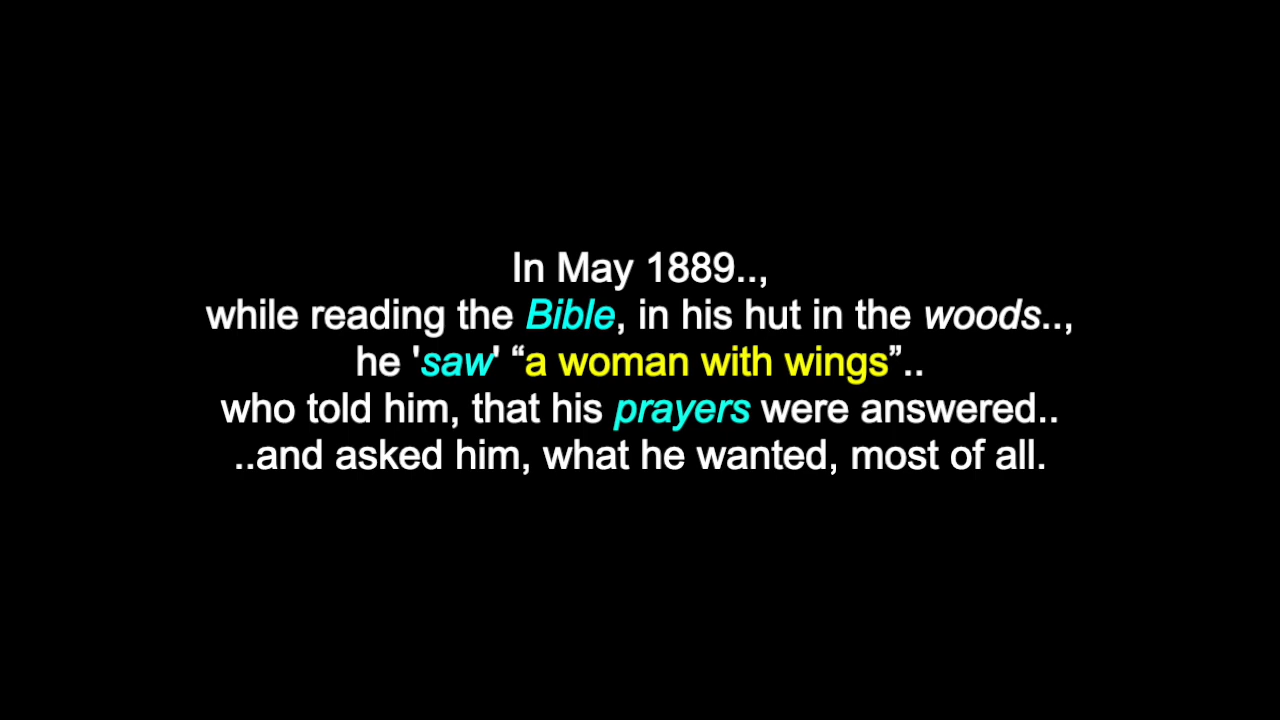 In May 1889..,
while reading the Bible, in his hut in the woods..,
he 'saw' “a woman with wings”..
who told him, that his prayers were answered..
..and asked him, what he wanted, most of all.